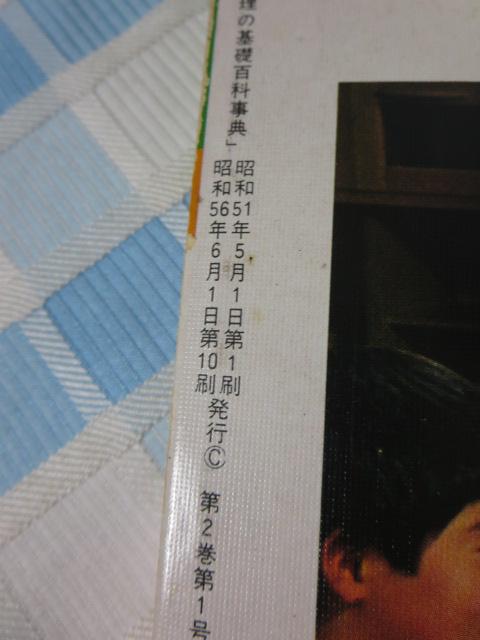 理の基礎百科事典」
昭和51年5月1日第1刷
昭和56年6月1日第10刷
発行Ⓒ 第2巻第1号